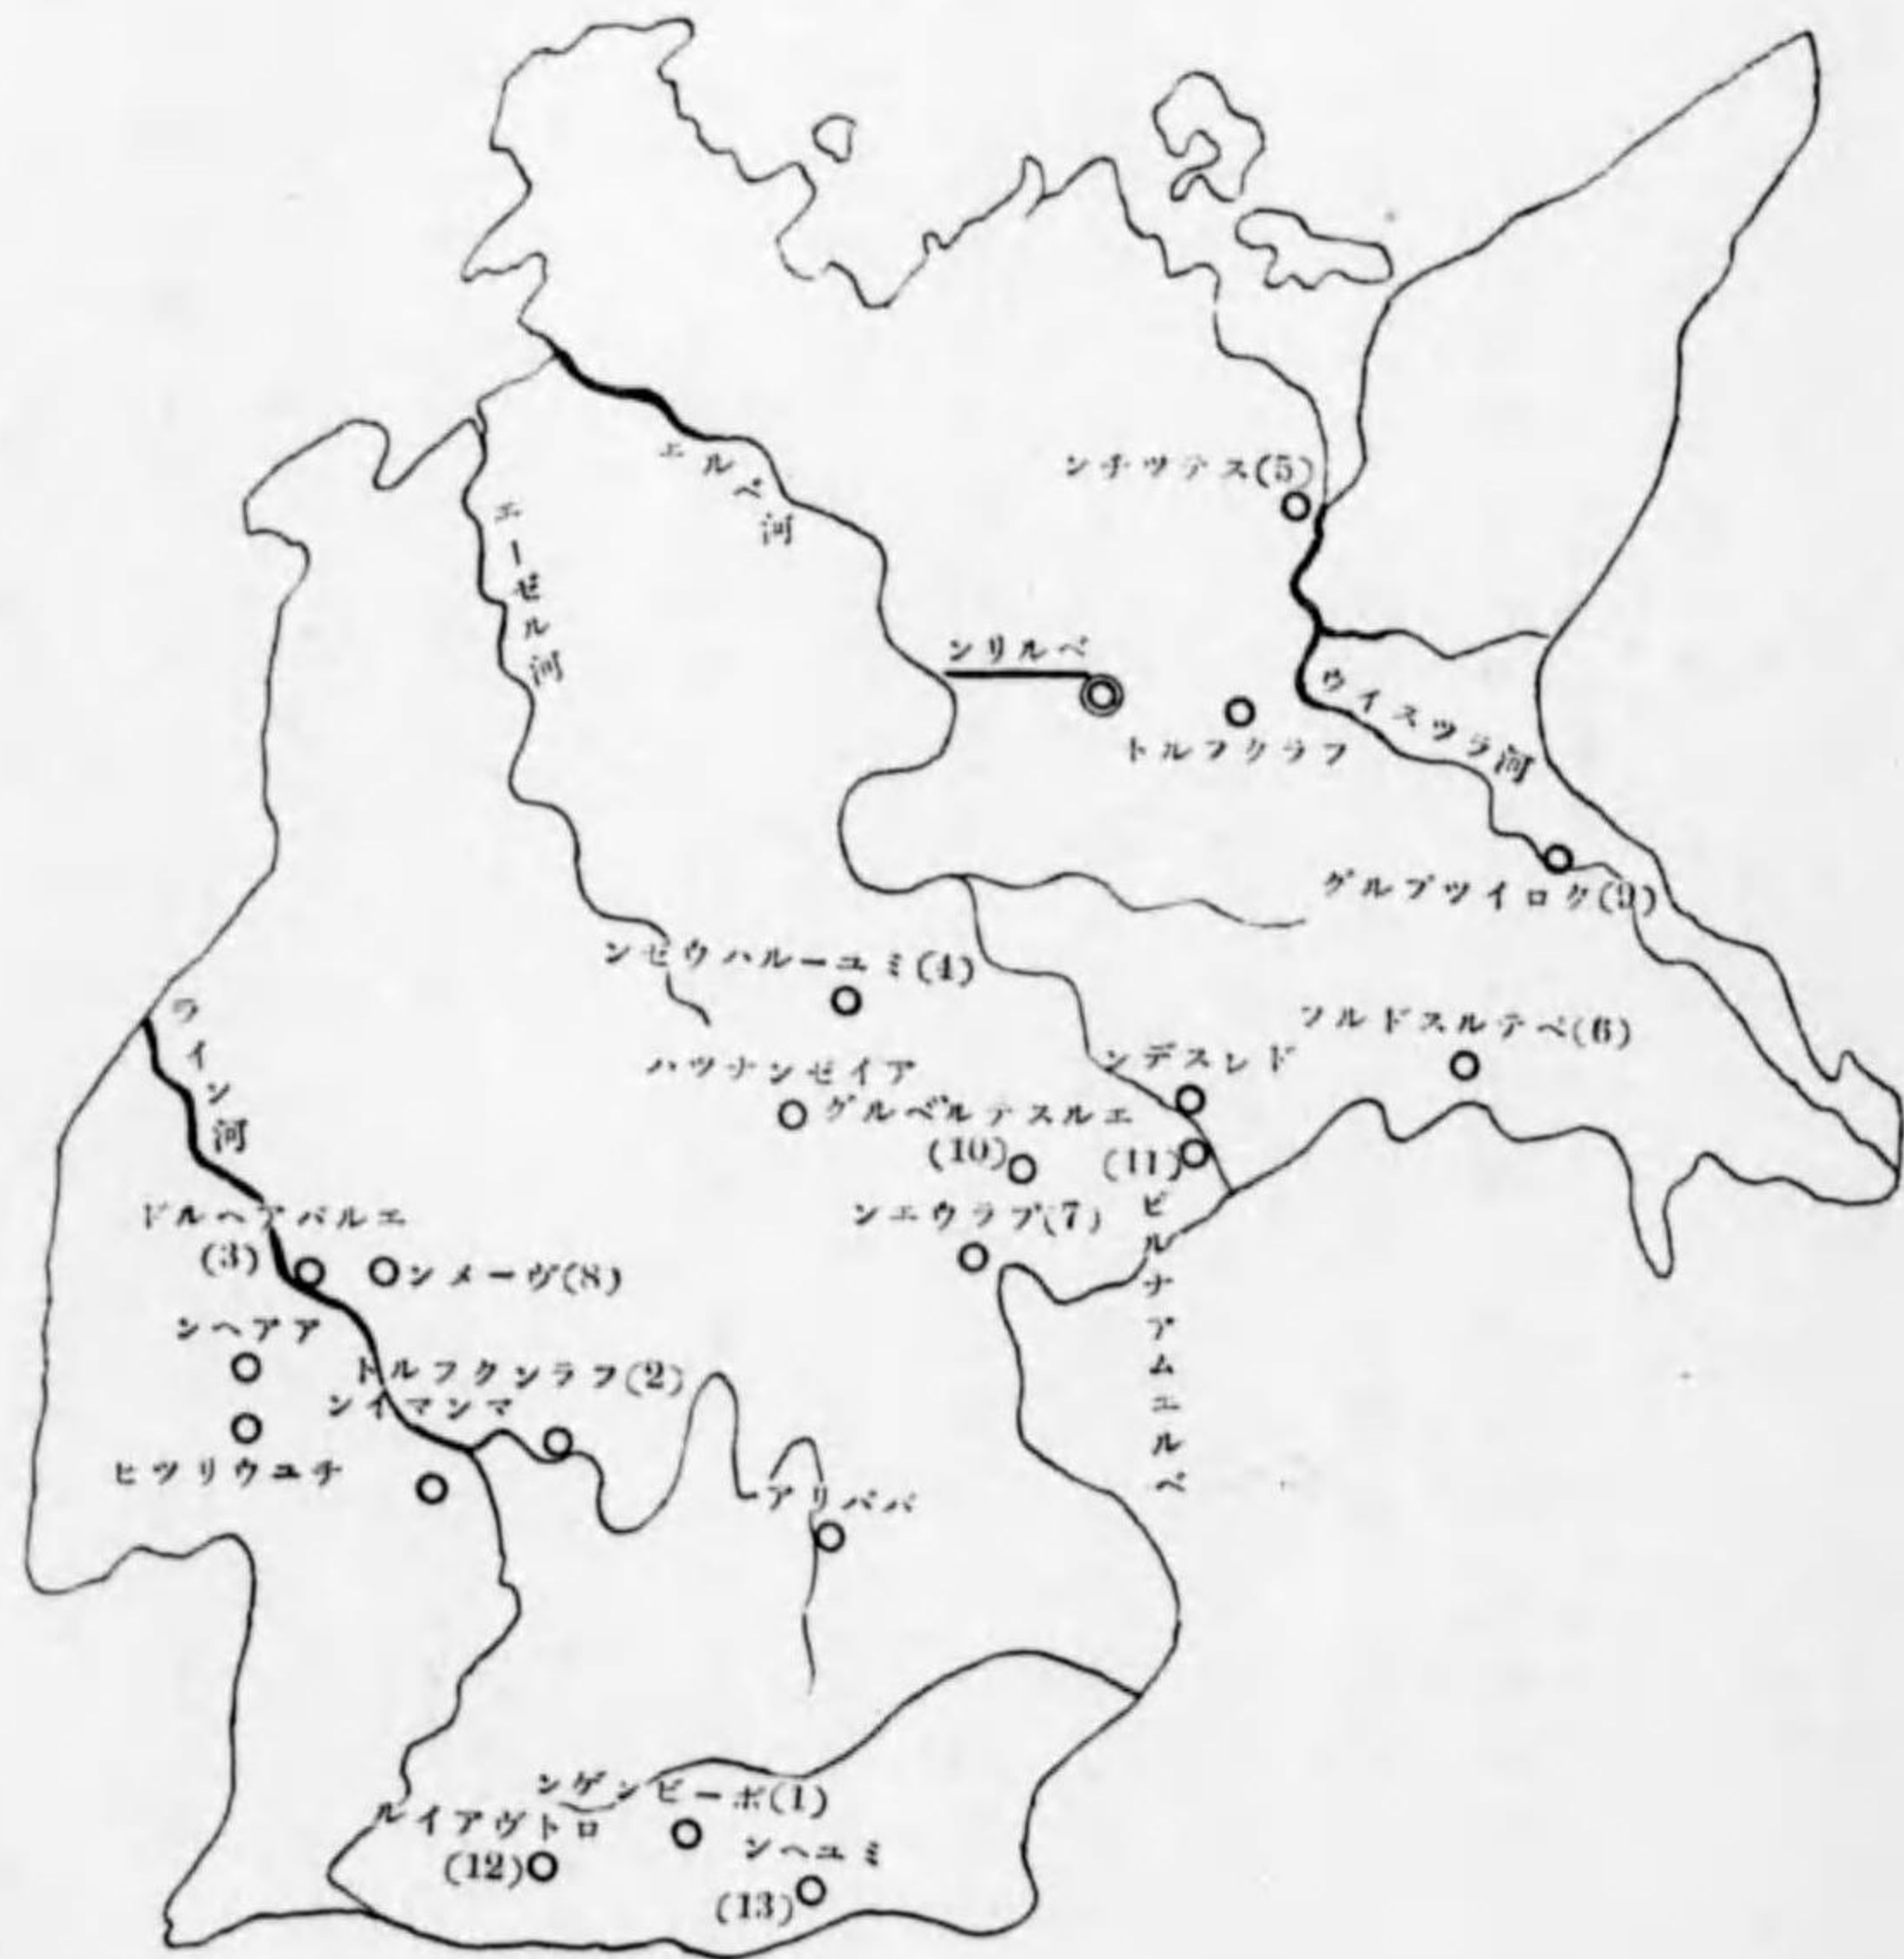 エルベ河
エーゼル河
(5)ステツチン
ベルリン
フラクフルト
ウイスツラ河
(9)クロイツブルグ
(4)ミユールハウゼン
(6)ペテルスドルフ
ドレスデン
アイゼンナツハ
エルステルベルグ
(10)
(11)
ピルナアムエルベ
(7)プラウエン
ライン河
エルバアヘルド
(3)
(8)ヴーメン
アアヘン
(2)フランクフルト
マンマイン
チユウリツヒ
ババリア
(1)ボービンゲン
ロトヴアイル
(12)
ミユヘン
(13)